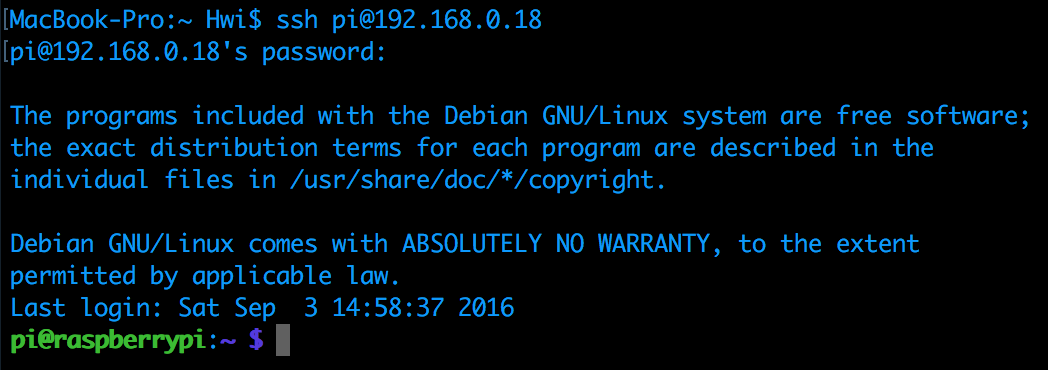 [MacBook-Pro:~ Hwi$ ssh pi@192.168.0.18
[pi@192.168.0.18's password:
The programs included with the Debian GNU/Linux system are free software;
the exact distribution terms for each program are described in the
individual files in /usr/share/doc/*/copyright.
Debian GNU/Linux comes with ABSOLUTELY NO WARRANTY, to the extent
permitted by applicable law.
Last login: Sat Sep  3 14:58:37 2016
pi@raspberrypi:~ $